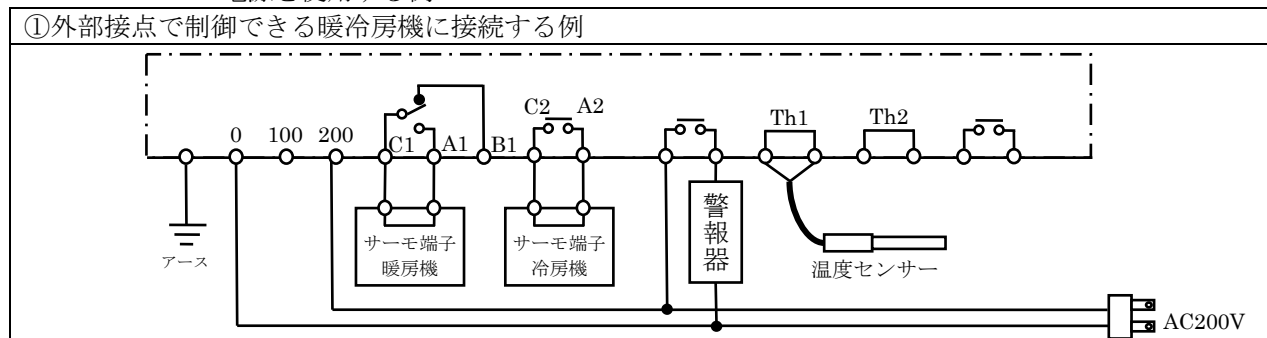 ①外部接点で制御できる暖冷房機に接続する例
C2 A2
Th1 Th2
0 100 200
C1 A1 B1
サーモ端子
暖房機
サーモ端子
冷房機
警報器
アース
温度センサー
AC200V